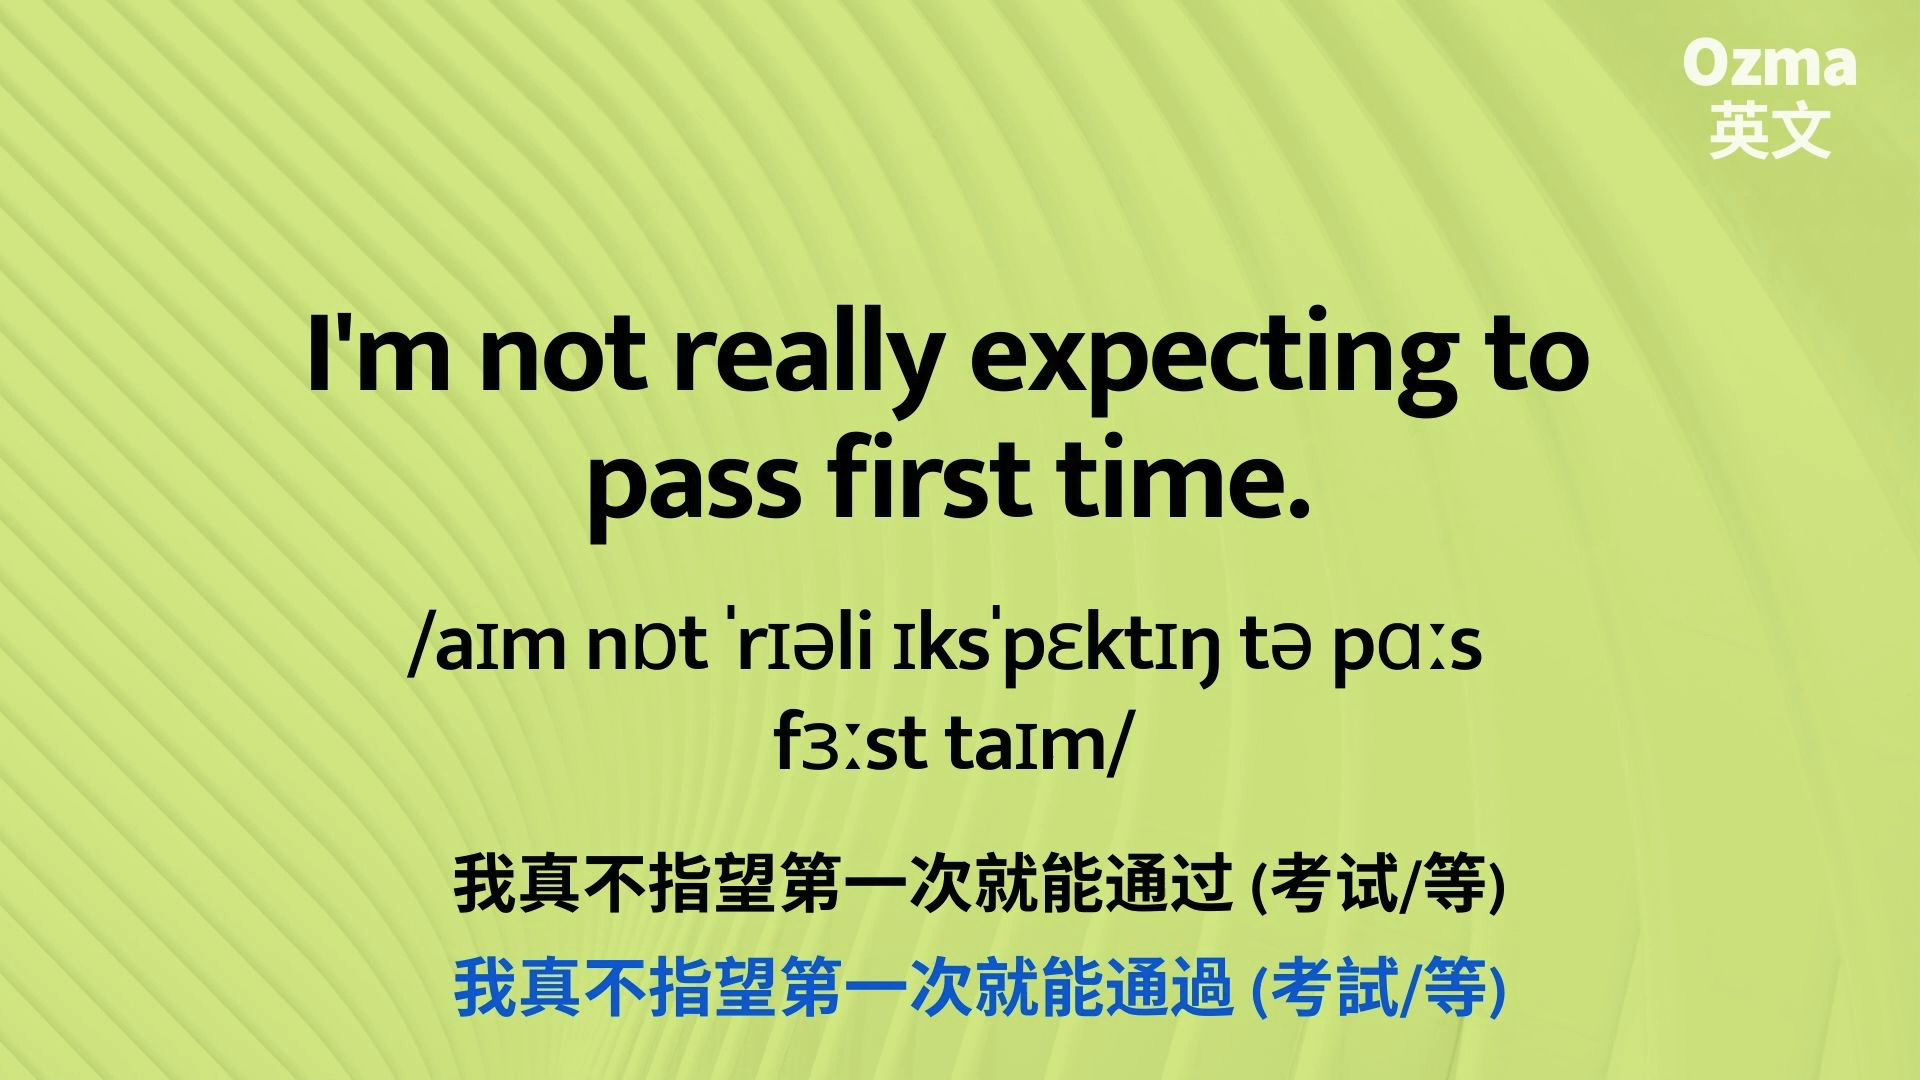 Ozma
英文
I'm not really expecting to
pass first time.
/aɪm nɒt ˈrɪəli ɪksˈpɛktɪŋ tə pɑːs
fɜːst taɪm/
我真不指望第一次就能通过 (考试/等)
我真不指望第一次就能通過 (考試/等)